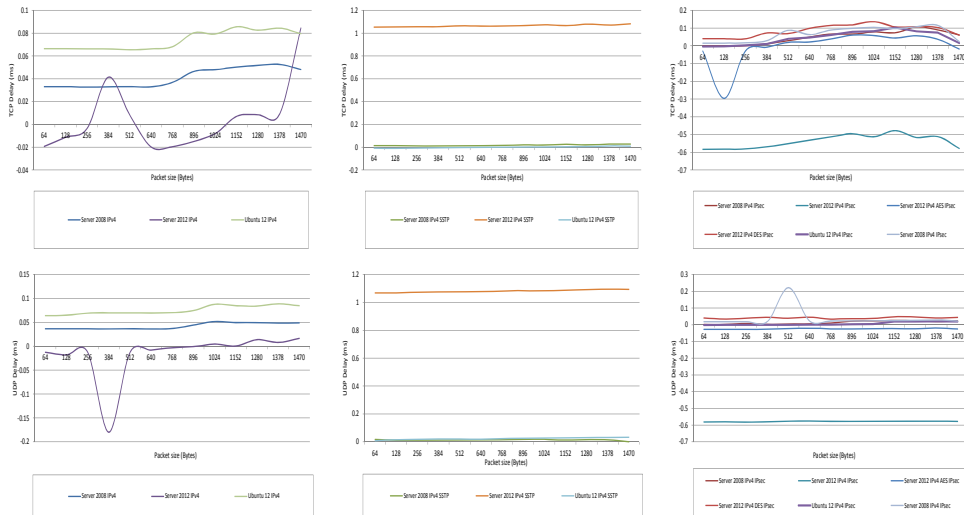 TCP Delay (ms)
0.1
0.08
0.06
0.04
0.02
0
-0.02
-0.04
64 128 256 384 512 640 768 896 1024 1152 1280 1378 1470
Packet size (Bytes)
Server 2008 IPv4 Server 2012 IPv4 Ubuntu 12 IPv4
TCP Delay (ms)
1.2
1
0.8
0.6
0.4
0.2
0
-0.2
64 128 256 384 512 640 768 896 1024 1152 1280 1378 1470
Packet size (Bytes)
Server 2008 IPv4 SSTP Server 2012 IPv4 SSTP Ubuntu 12 IPv4 SSTP
TCP Delay (ms)
0.2
0.1
0
-0.1
-0.2
-0.3
-0.4
-0.5
-0.6
-0.7
64 128 256 384 512 640 768 896 1024 1152 1280 1378 1470
Packet size (Bytes)
Server 2008 IPv4 IPsec Server 2012 IPv4 IPsec Server 2012 IPv4 AES IPsec
Server 2012 IPv4 DES IPsec Ubuntu 12 IPv4 IPsec Server 2008 IPv4 IPsec
UDP Delay (ms)
0.15
0.1
0.05
0
-0.05
-0.1
-0.15
-0.2
64 128 256 384 512 640 768 896 1024 1152 1280 1378 1470
Packet size (Bytes)
Server 2008 IPv4 Server 2012 IPv4 Ubuntu 12 IPv4
UDP Delay (ms)
1.2
1
0.8
0.6
0.4
0.2
0
64 128 256 384 512 640 768 896 1024 1152 1280 1378 1470
Packet size (Bytes)
Server 2008 IPv4 SSTP Server 2012 IPv4 SSTP Ubuntu 12 IPv4 SSTP
UDP Delay (ms)
0.3
0.2
0.1
0
-0.1
-0.2
-0.3
-0.4
-0.5
-0.6
-0.7
64 128 256 384 512 640 768 896 1024 1152 1280 1378 1470
Packet size (Bytes)
Server 2008 IPv4 IPsec Server 2012 IPv4 IPsec Server 2012 IPv4 AES IPsec
Server 2012 IPv4 DES IPsec Ubuntu 12 IPv4 IPsec Server 2008 IPv4 IPsec